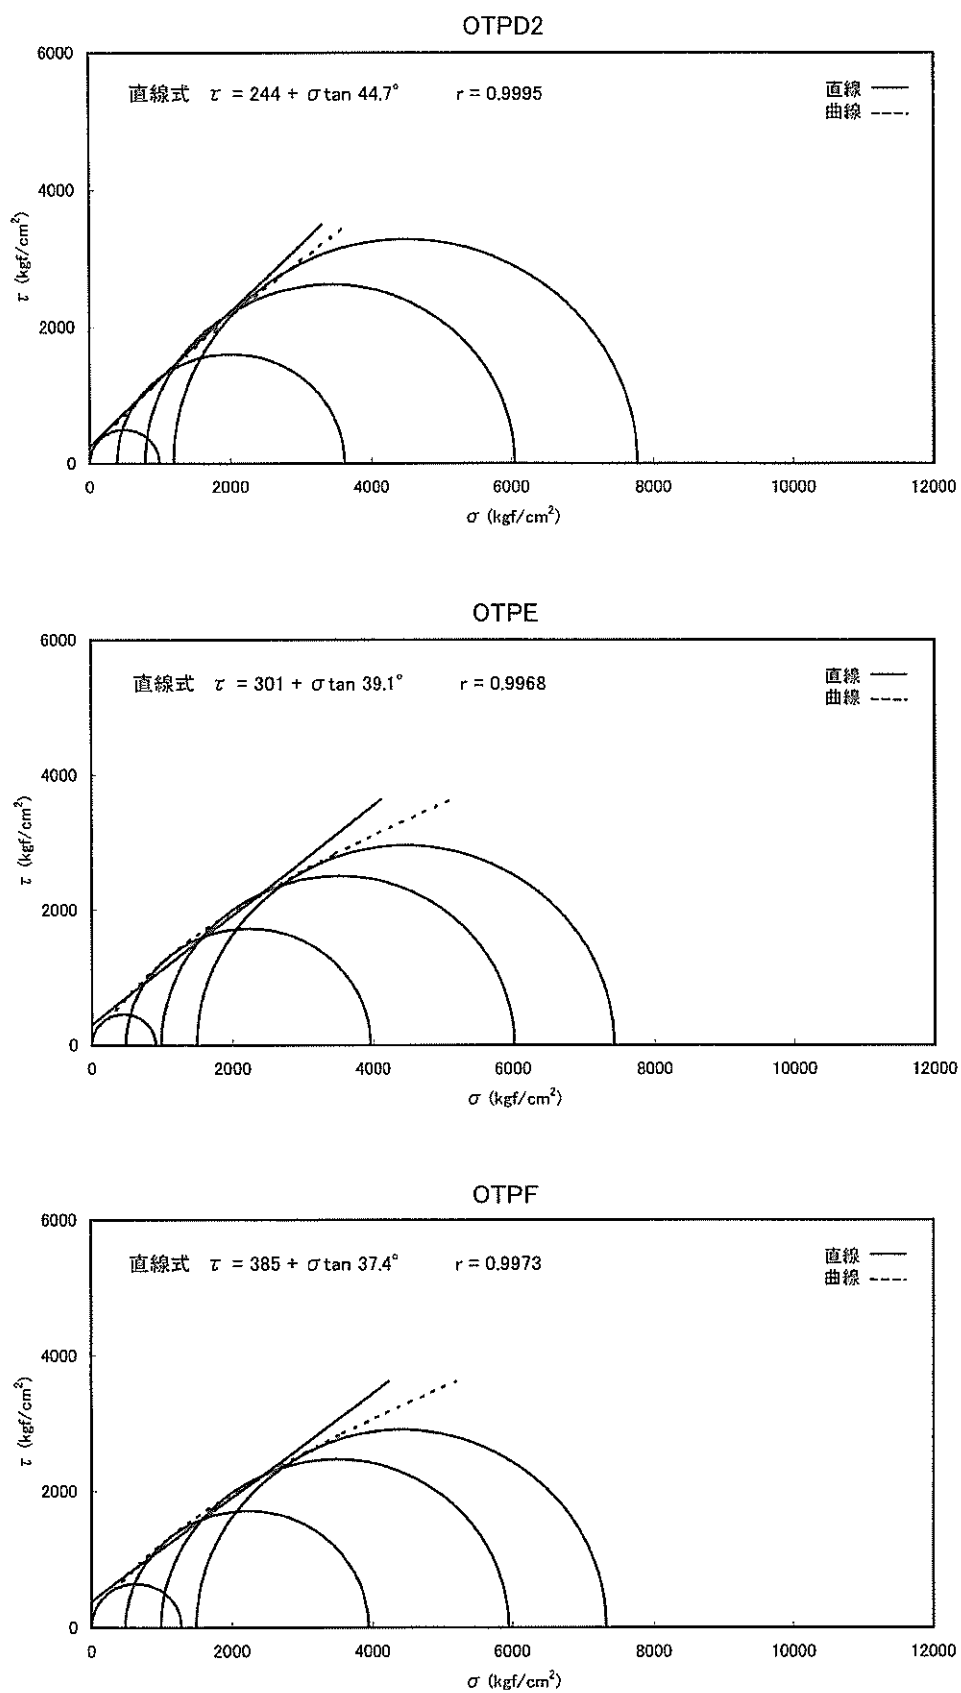 OTPD2
6000
直線式 τ = 244 + σtan 44.7° r = 0.9995
直線
曲線
4000
τ (kgf/cm²)
2000
0
0 2000 4000 6000 8000 10000 12000
σ (kgf/cm²)
OTPE
6000
直線式 τ = 301 + σtan 39.1° r = 0.9968
直線
曲線
4000
τ (kgf/cm²)
2000
0
0 2000 4000 6000 8000 10000 12000
σ (kgf/cm²)
OTPF
6000
直線式 τ = 385 + σtan 37.4° r = 0.9973
直線
曲線
4000
τ (kgf/cm²)
2000
0
0 2000 4000 6000 8000 10000 12000
σ (kgf/cm²)